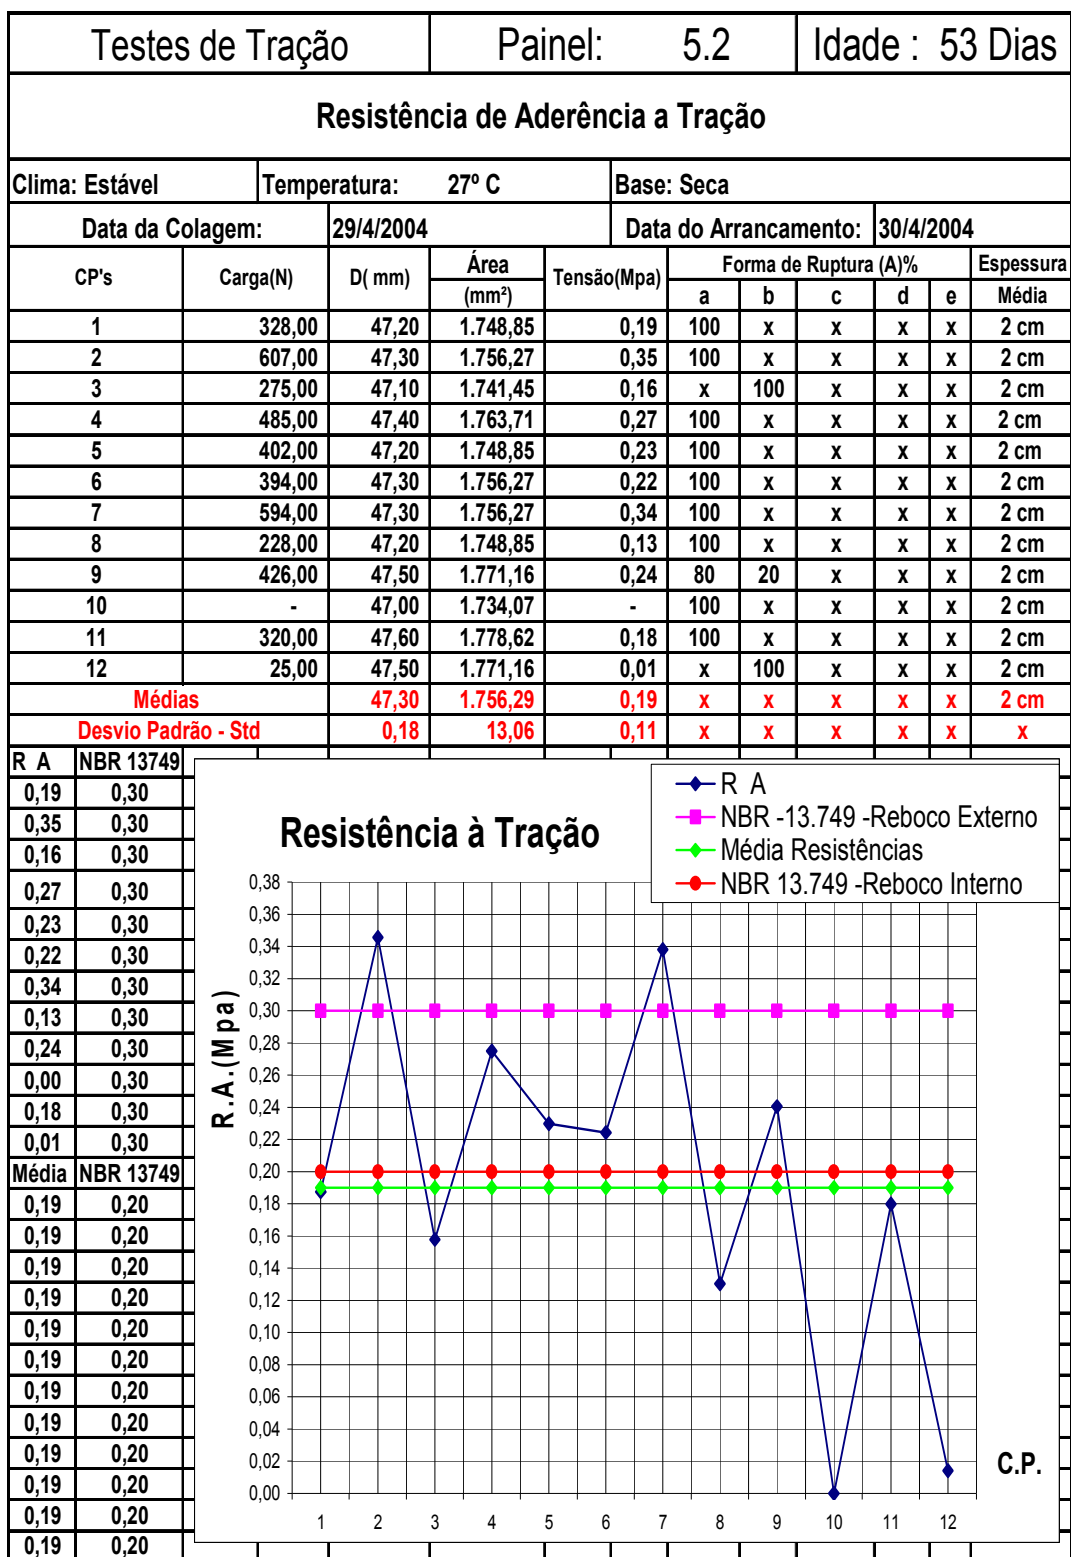 Testes de Tração Painel: 5.2 Idade : 53 Dias
Resistência de Aderência a Tração
Clima: Estável Temperatura: 27º C Base: Seca
Data da Colagem: 29/4/2004 Data do Arrancamento: 30/4/2004
CP's Carga(N) D( mm) Área (mm²) Tensão(Mpa) Forma de Ruptura (A)% Espessura
a b c d e Média
1 328,00 47,20 1.748,85 0,19 100 x x x x 2 cm
2 607,00 47,30 1.756,27 0,35 100 x x x x 2 cm
3 275,00 47,10 1.741,45 0,16 x 100 x x x 2 cm
4 485,00 47,40 1.763,71 0,27 100 x x x x 2 cm
5 402,00 47,20 1.748,85 0,23 100 x x x x 2 cm
6 394,00 47,30 1.756,27 0,22 100 x x x x 2 cm
7 594,00 47,30 1.756,27 0,34 100 x x x x 2 cm
8 228,00 47,20 1.748,85 0,13 100 x x x x 2 cm
9 426,00 47,50 1.771,16 0,24 80 20 x x x 2 cm
10 - 47,00 1.734,07 - 100 x x x x 2 cm
11 320,00 47,60 1.778,62 0,18 100 x x x x 2 cm
12 25,00 47,50 1.771,16 0,01 x 100 x x x 2 cm
Médias 47,30 1.756,29 0,19 x x x x x 2 cm
Desvio Padrão - Std 0,18 13,06 0,11 x x x x x x
R A NBR 13749
0,19 0,30
0,35 0,30
0,16 0,30
0,27 0,30
0,23 0,30
0,22 0,30
0,34 0,30
0,13 0,30
0,24 0,30
0,00 0,30
0,18 0,30
0,01 0,30
Média NBR 13749
0,19 0,20
0,19 0,20
0,19 0,20
0,19 0,20
0,19 0,20
0,19 0,20
0,19 0,20
0,19 0,20
0,19 0,20
0,19 0,20
0,19 0,20
0,19 0,20
Resistência à Tração
R A
NBR -13.749 -Reboco Externo
Média Resistências
NBR 13.749 -Reboco Interno
R.A.(Mpa)
0,38
0,36
0,34
0,32
0,30
0,28
0,26
0,24
0,22
0,20
0,18
0,16
0,14
0,12
0,10
0,08
0,06
0,04
0,02
0,00
1 2 3 4 5 6 7 8 9 10 11 12
C.P.